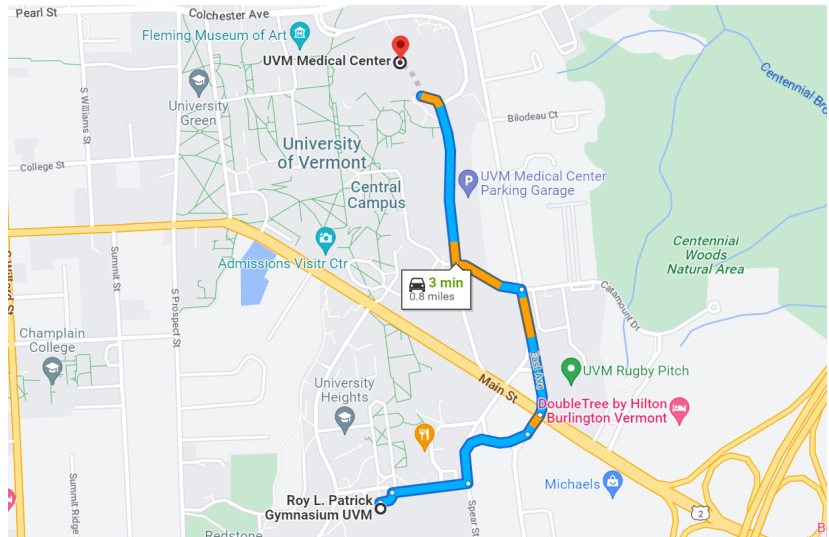 Pearl St
Colchester Ave
Fleming Museum of Art
UVM Medical Center
Centennial Bro
University
Green
S Williams St
Bilodeau Ct
University
of Vermont
College St
UVM Medical Center
Parking Garage
P
Central
Campus
Centennial
Woods
Natural Area
Admissions Visitr Ctr
3 min
0.8 miles
Summit St
S Prospect St
Catamount Dr
Champlain
College
East Ave
UVM Rugby Pitch
University
Heights
Main St
DoubleTree by Hilton
Burlington Vermont
Michaels
Summit Ridge
Roy L. Patrick
Gymnasium UVM
Spear St
2
Redstone